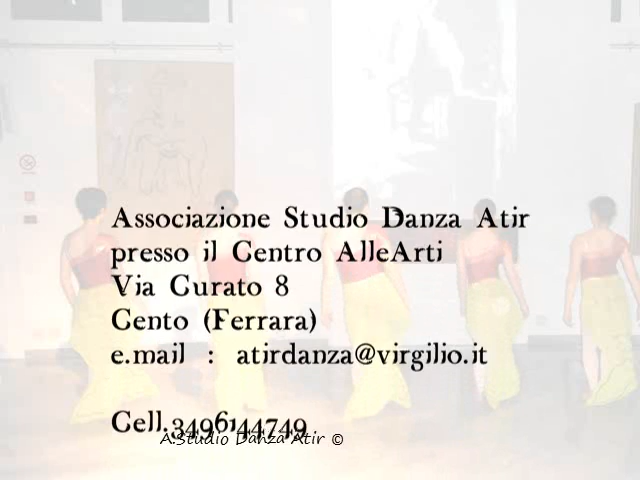 Associazione Studio Danza Atir
presso il Centro AlleArti
Via Curato 8
Cento (Ferrara)
e.mail : atirdanza@virgilio.it
Cell.3496144749
A.Studio Danza Atir ©